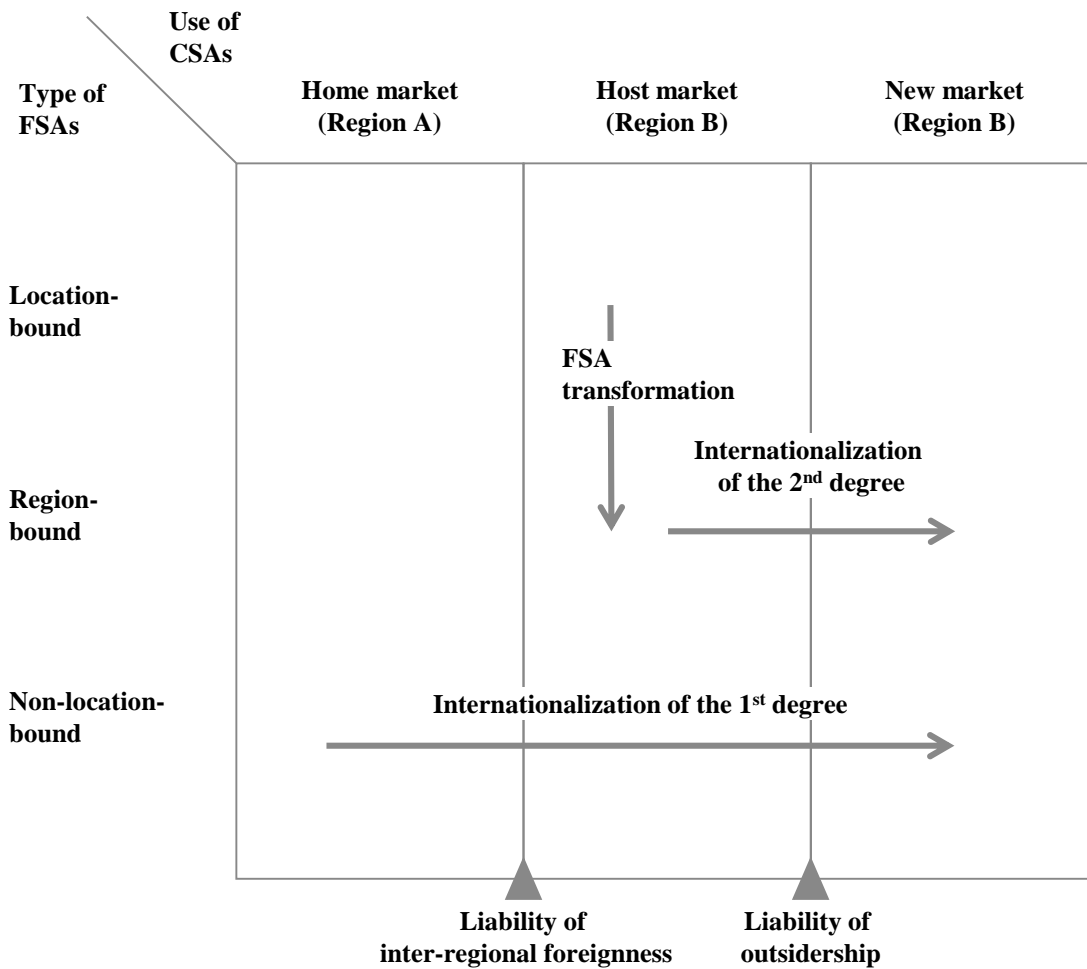 Use of
CSAs
Type of
FSAs
Home market
(Region A)
Host market
(Region B)
New market
(Region B)
Location-
bound
FSA
transformation
Internationalization
of the 2nd degree
Region-
bound
Non-location-
bound
Internationalization of the 1st degree
Liability of
inter-regional foreignness
Liability of
outsidership